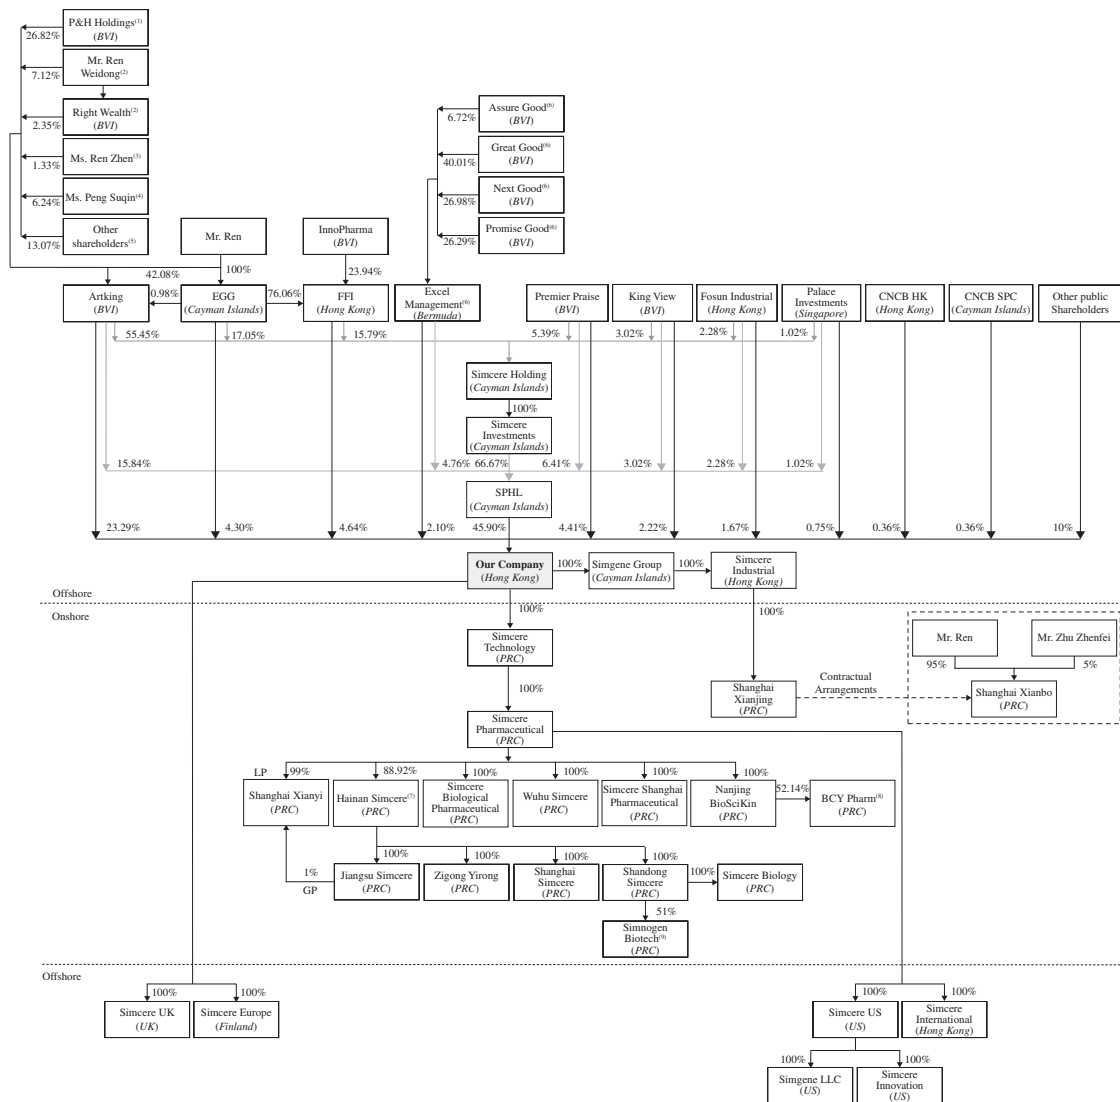 P&H Holdings(1)
(BVI)
26.82%
Mr. Ren
Weidong(2)
7.12%
Right Wealth(2)
(BVI)
2.35%
Ms. Ren Zhen(3)
1.33%
Ms. Peng Suqin(4)
6.24%
Other
shareholders(5)
13.07%
Mr. Ren
InnoPharma
(BVI)
Assure Good(6)
(BVI)
6.72%
Great Good(6)
(BVI)
40.01%
Next Good(6)
(BVI)
26.98%
Promise Good(6)
(BVI)
26.29%
42.08%
100%
23.94%
Artking
(BVI)
0.98%
EGG
(Cayman Islands)
76.06%
FFI
(Hong Kong)
Excel
Management(6)
(Bermuda)
Premier Praise
(BVI)
King View
(BVI)
Fosun Industrial
(Hong Kong)
Palace
Investments
(Singapore)
CNCB HK
(Hong Kong)
CNCB SPC
(Cayman Islands)
Other public
Shareholders
55.45%
17.05%
15.79%
5.39%
3.02%
2.28%
1.02%
Simcere Holding
(Cayman Islands)
100%
Simcere
Investments
(Cayman Islands)
15.84%
4.76%
66.67%
6.41%
3.02%
2.28%
1.02%
SPHL
(Cayman Islands)
23.29%
4.30%
4.64%
2.10%
45.90%
4.41%
2.22%
1.67%
0.75%
0.36%
0.36%
10%
Our Company
(Hong Kong)
100%
Simgene Group
(Cayman Islands)
100%
Simcere
Industrial
(Hong Kong)
Offshore
Onshore
100%
100%
Simcere
Technology
(PRC)
100%
Mr. Ren
Mr. Zhu Zhenfei
95%
5%
Shanghai
Xianjing
(PRC)
Contractual
Arrangements
Shanghai Xianbo
(PRC)
Simcere
Pharmaceutical
(PRC)
LP
99%
88.92%
100%
100%
100%
100%
Shanghai Xianyi
(PRC)
Hainan Simcere(7)
(PRC)
Simcere
Biological
Pharmaceutical
(PRC)
Wuhu Simcere
(PRC)
Simcere Shanghai
Pharmaceutical
(PRC)
Nanjing
BioSciKin
(PRC)
52.14%
BCY Pharm(8)
(PRC)
100%
100%
100%
100%
1%
GP
Jiangsu Simcere
(PRC)
Zigong Yirong
(PRC)
Shanghai
Simcere
(PRC)
Shandong
Simcere
(PRC)
100%
Simcere Biology
(PRC)
51%
Simnogen
Biotech(9)
(PRC)
Offshore
100%
100%
100%
100%
Simcere UK
(UK)
Simcere Europe
(Finland)
Simcere US
(US)
Simcere
International
(Hong Kong)
100%
100%
Simgene LLC
(US)
Simcere
Innovation
(US)